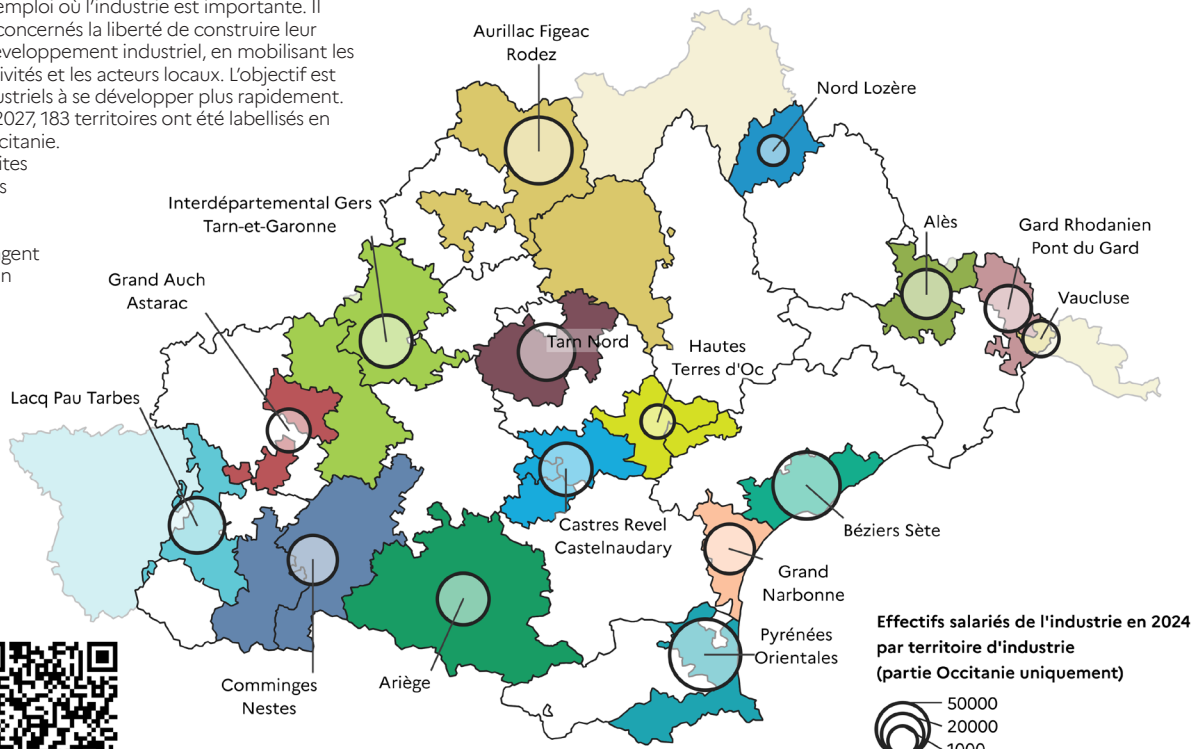 emploi où l'industrie est importante. Il
concernés la liberté de construire leur
éveloppement industriel, en mobilisant les
ivités et les acteurs locaux. L'objectif est
ustriels à se développer plus rapidement.
2027, 183 territoires ont été labellisés en
ccitanie.
ites
s
gent
n
Aurillac Figeac
Rodez
Nord Lozère
Interdépartemental Gers
Tarn-et-Garonne
Alès
Gard Rhodanien
Pont du Gard
Grand Auch
Astarac
Vaucluse
Tarn Nord
Hautes
Terres d'Oc
Lacq Pau Tarbes
Castres Revel
Castelnaudary
Béziers Sète
Grand
Narbonne
Pyrénées
Orientales
Comminges
Nestes
Ariège
Effectifs salariés de l'industrie en 2024
par territoire d'industrie
(partie Occitanie uniquement)
50000
20000
1000